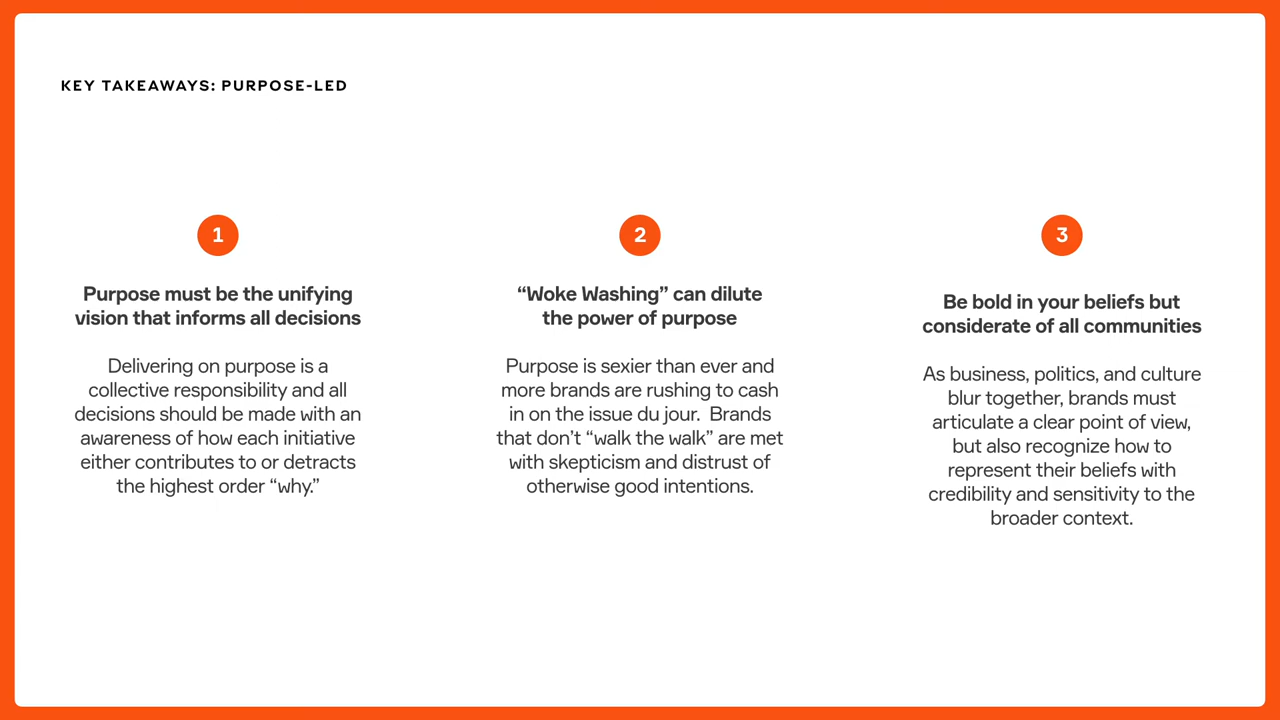 KEY TAKEAWAYS: PURPOSE-LED
1
Purpose must be the unifying
vision that informs all decisions
Delivering on purpose is a
collective responsibility and all
decisions should be made with an
awareness of how each initiative
either contributes to or detracts
the highest order “why.”
2
“Woke Washing” can dilute
the power of purpose
Purpose is sexier than ever and
more brands are rushing to cash
in on the issue du jour.  Brands
that don’t “walk the walk” are met
with skepticism and distrust of
otherwise good intentions.
3
Be bold in your beliefs but
considerate of all communities
As business, politics, and culture
blur together, brands must
articulate a clear point of view,
but also recognize how to
represent their beliefs with
credibility and sensitivity to the
broader context.